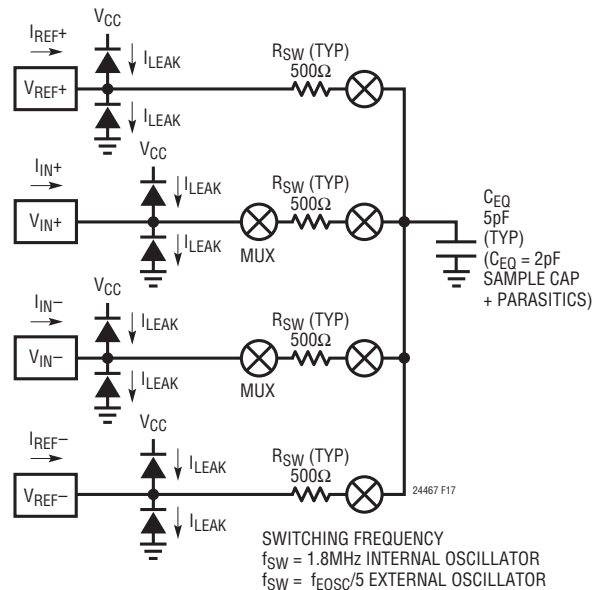 VCC
IREF+
ILEAK
RSW (TYP)
500Ω
VREF+
ILEAK
VCC
IIN+
ILEAK
RSW (TYP)
500Ω
VIN+
ILEAK
MUX
CEQ
5pF
(TYP)
(CEQ = 2pF
SAMPLE CAP
+ PARASITICS)
VCC
IIN–
ILEAK
RSW (TYP)
500Ω
VIN–
ILEAK
MUX
VCC
IREF–
ILEAK
RSW (TYP)
500Ω
VREF–
ILEAK
24467 F17
SWITCHING FREQUENCY
fSW = 1.8MHz INTERNAL OSCILLATOR
fSW = fEOSC/5 EXTERNAL OSCILLATOR